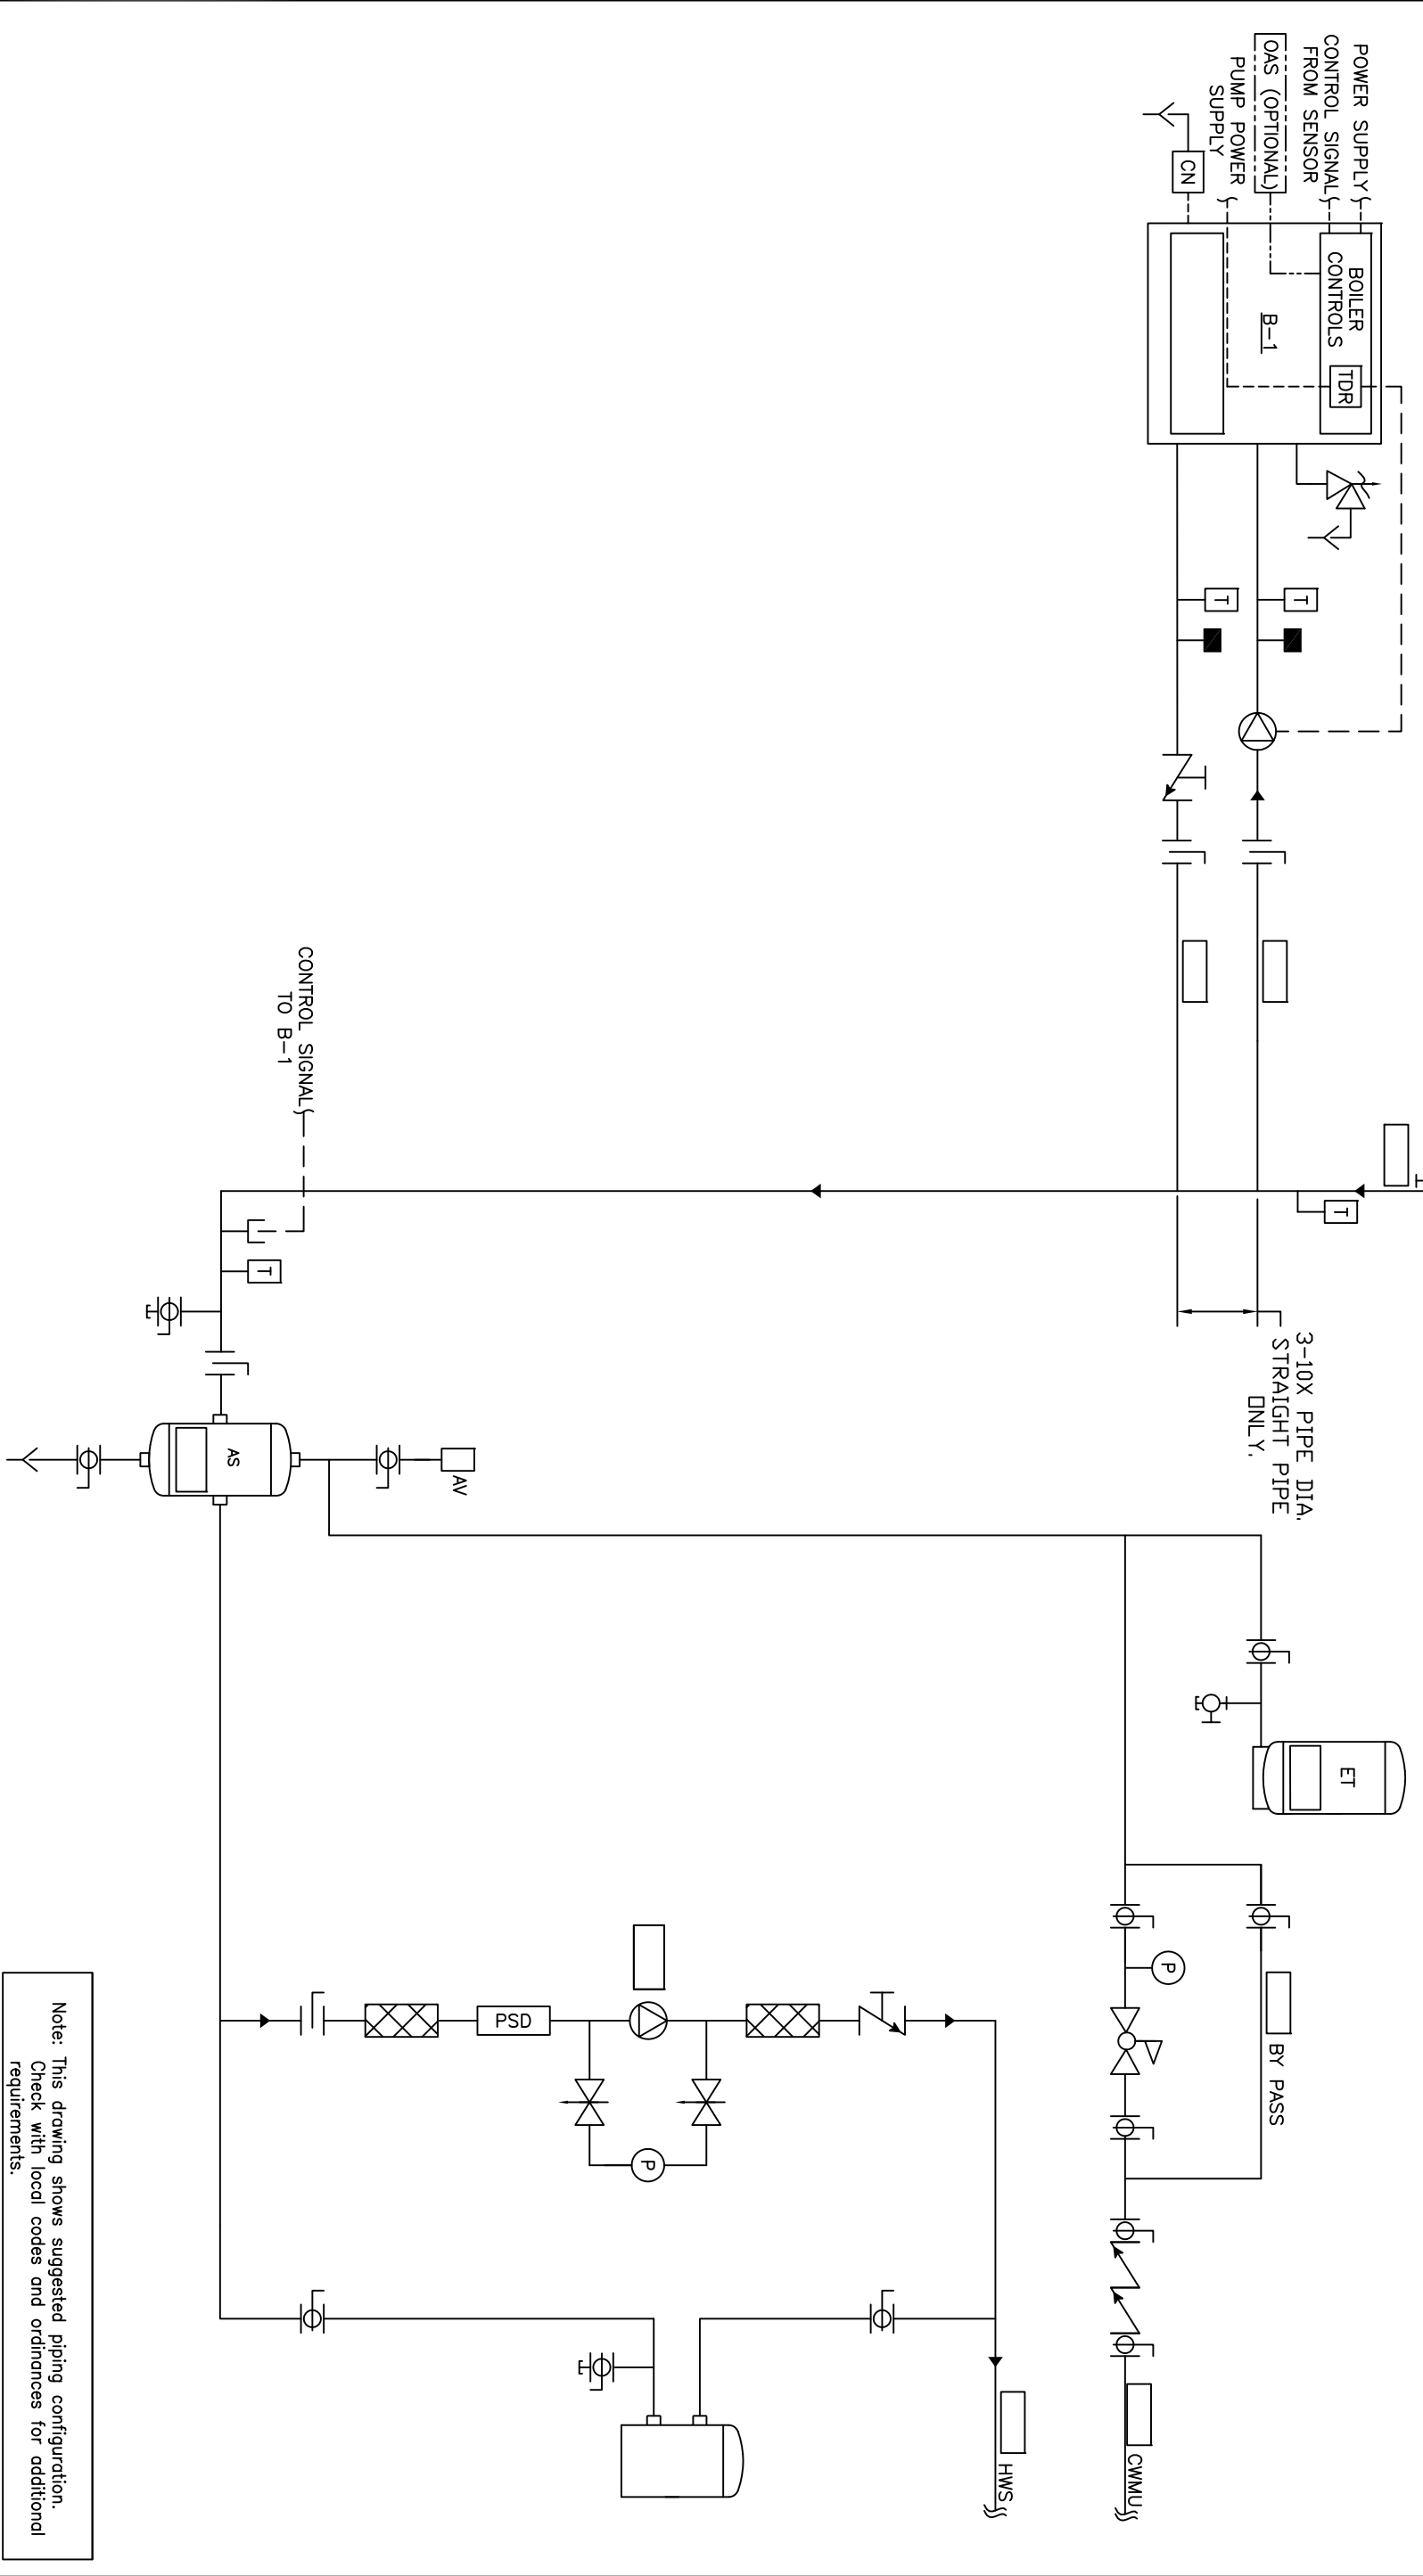 POWER SUPPLY
CONTROL SIGNAL
FROM SENSOR
OAS (OPTIONAL)
PUMP POWER
SUPPLY
CN
BOILER
CONTROLS
B-1
TDR
T
T
CONTROL SIGNAL
TO B-1
T
T
3-10X PIPE DIA.
STRAIGHT PIPE
ONLY.
AS
AV
ET
P
BY PASS
PSD
P
HWS
CWMU
Note: This drawing shows suggested piping configuration.
Check with local codes and ordinances for additional
requirements.